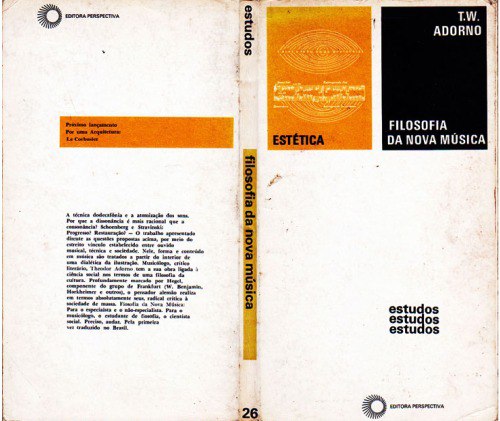 EDITORA PERSPECTIVA
Próximo lançamento
Por uma Arquitetura:
Le Corbusier
A técnica dodecafônia e a atomização dos sons.
Por que a dissonância é mais racional que a
consonância? Schoenberg e Stravinski:
Progresso? Restauração? — O trabalho apresentado
discute as questões propostas acima, por meio do
estreito vínculo estabelecido entre ouvido
musical, técnica e sociedade. Nele, forma e conteúdo
em música são tratados a partir do interior de
uma dialética da ilustração. Musicólogo, crítico
literário, Theodor Adorno tem a sua obra ligada à
ciência social nos termos de uma filosofia da
cultura. Profundamente marcado por Hegel,
componente do grupo de Frankfurt (W. Benjamin,
Horkheimer e outros), o pensador alemão realiza
em termos absolutamente seus, radical crítica à
sociedade de massa. Filosofia da Nova Música:
Para o especialista e o não-especialista. Para o
musicólogo, o estudante de filosofia, o cientista
social. Preciso, audaz. Pela primeira
vez traduzido no Brasil.
estudos
filosofia da nova música
26
T.W.
ADORNO
ESTÉTICA
FILOSOFIA
DA NOVA MÚSICA
estudos
estudos
estudos
EDITORA PERSPECTIVA